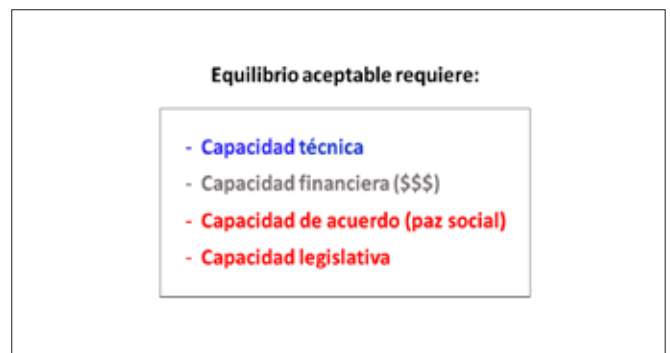 Equilibrio aceptable requiere:
- Capacidad técnica
- Capacidad financiera ($$$)
- Capacidad de acuerdo (paz social)
- Capacidad legislativa